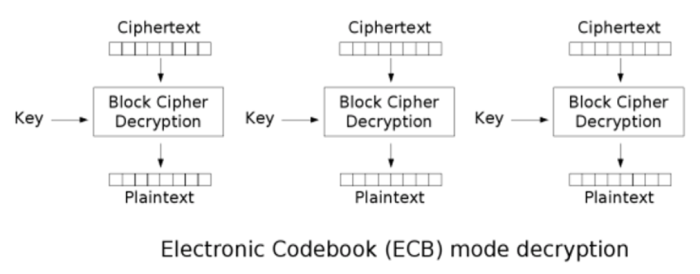 Ciphertext Ciphertext Ciphertext
Block Cipher Block Cipher Block Cipher
Key Decryption Key Decryption Key Decryption
Plaintext Plaintext Plaintext
Electronic Codebook (ECB) mode decryption